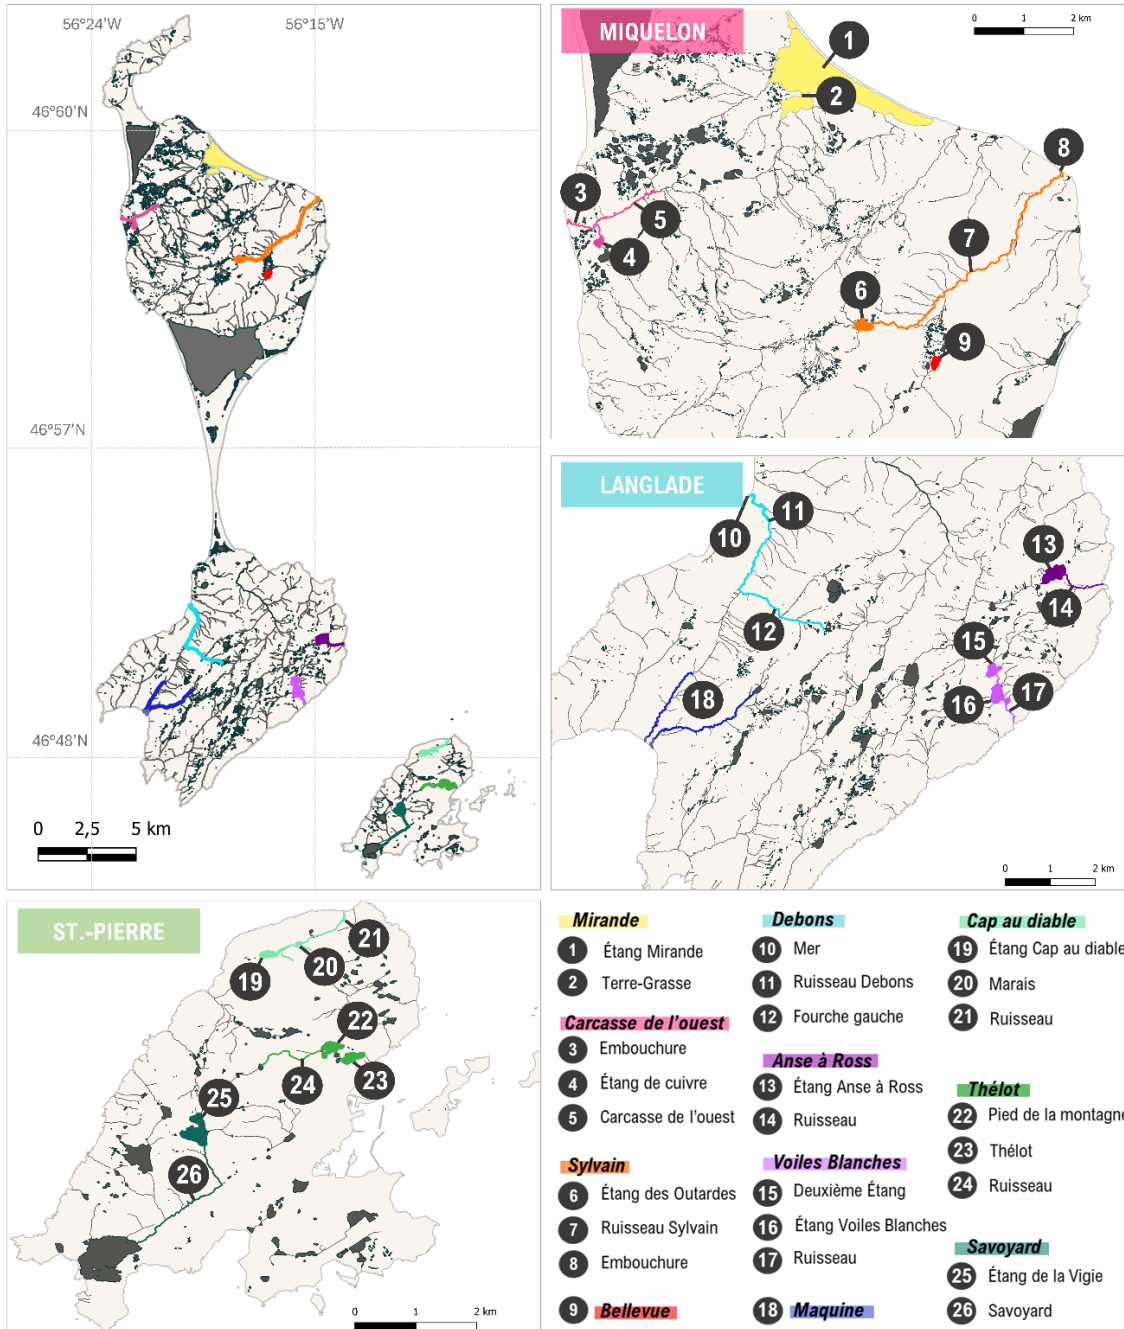 56°24'W 56°15'W
46°60'N
46°57'N
46°48'N
0 2,5 5 km
MIQUELON
0 1 2 km
1
2
3
4
5
6
7
8
9
LANGLADE
10
11
12
13
14
15
16
17
18
0 1 2 km
ST.-PIERRE
19
20
21
22
23
24
25
26
0 1 2 km
Mirande
1 Étang Mirande
2 Terre-Grasse
Carcasse de l'ouest
3 Embouchure
4 Étang de cuivre
5 Carcasse de l'ouest
Sylvain
6 Étang des Outardes
7 Ruisseau Sylvain
8 Embouchure
9 Bellevue
Debons
10 Mer
11 Ruisseau Debons
12 Fourche gauche
Anse à Ross
13 Étang Anse à Ross
14 Ruisseau
Voiles Blanches
15 Deuxième Étang
16 Étang Voiles Blanches
17 Ruisseau
18 Maquine
Cap au diable
19 Étang Cap au diable
20 Marais
21 Ruisseau
Thélot
22 Pied de la montagne
23 Thélot
24 Ruisseau
Savoyard
25 Étang de la Vigie
26 Savoyard